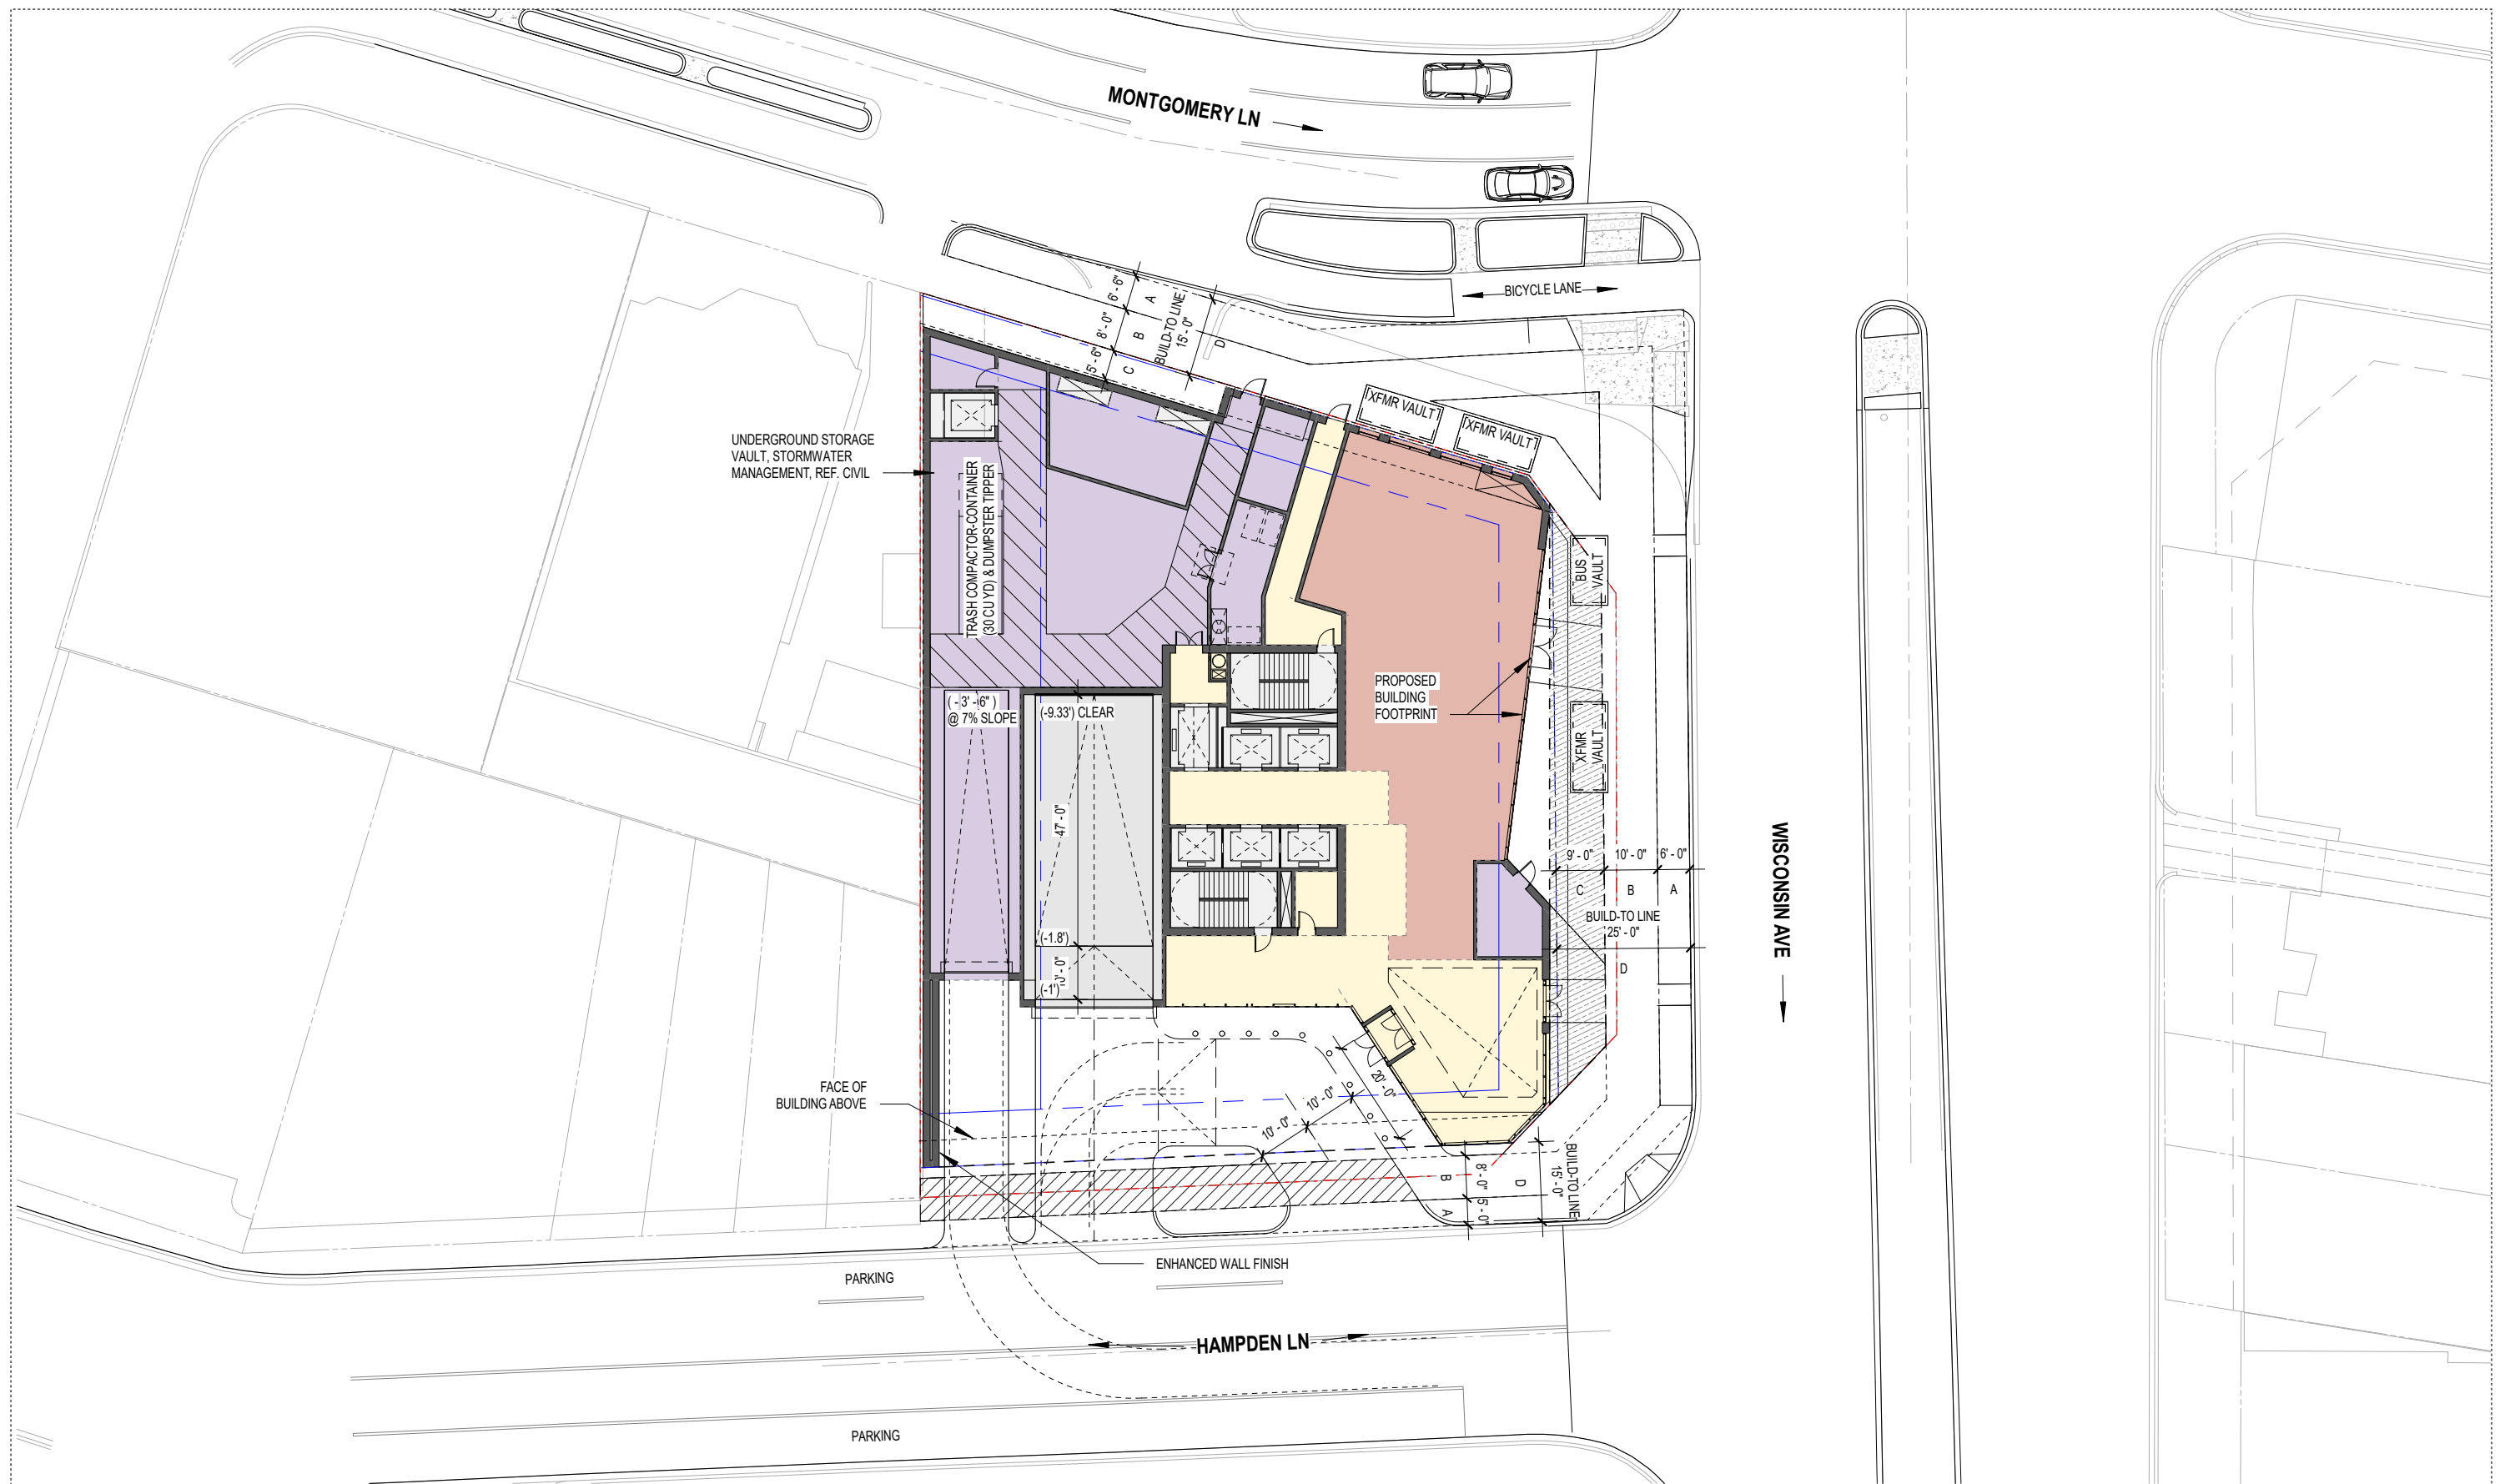 MONTGOMERY LN
BICYCLE LANE
6' - 6"
A
8' - 0"
B
5' - 6"
C
BUILD-TO LINE
15' - 0"
D
XFMR VAULT
XFMR VAULT
UNDERGROUND STORAGE
VAULT, STORMWATER
MANAGEMENT, REF. CIVIL
TRASH COMPACTOR-CONTAINER
(30 CU YD) & DUMPSTER TIPPER
BUS
VAULT
PROPOSED
BUILDING
FOOTPRINT
XFMR
VAULT
( - 3' -6" )
@ 7% SLOPE
(-9.33') CLEAR
47' - 0"
(-1.8')
(-1')
9' - 0"
10' - 0"
6' - 0"
C
B
A
BUILD-TO LINE
25' - 0"
D
WISCONSIN AVE
FACE OF
BUILDING ABOVE
20' - 0"
10' - 0"
10' - 0"
8' - 0"
B
5' - 0"
A
D
BUILD-TO LINE
15' - 0"
ENHANCED WALL FINISH
PARKING
HAMPDEN LN
PARKING